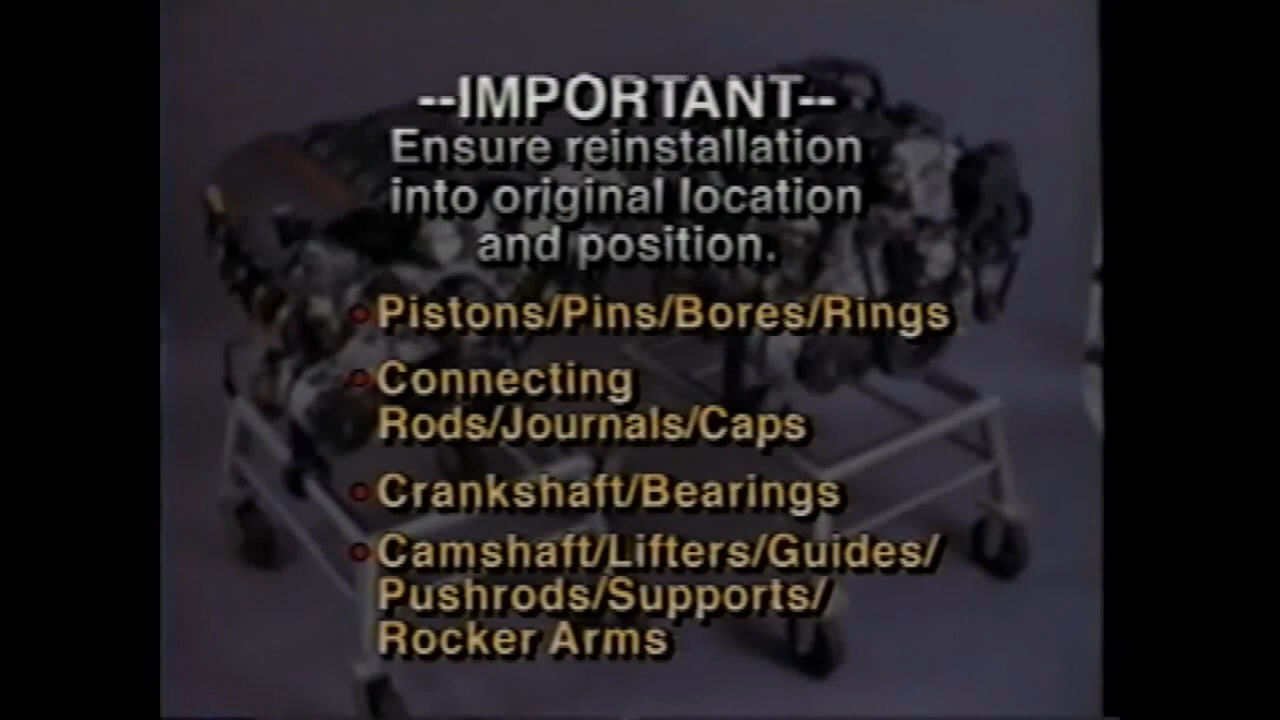 --IMPORTANT--
Ensure reinstallation
into original location
and position.
Pistons/Pins/Bores/Rings
Connecting
Rods/Journals/Caps
Crankshaft/Bearings
Camshaft/Lifters/Guides/
Pushrods/Supports/
Rocker Arms